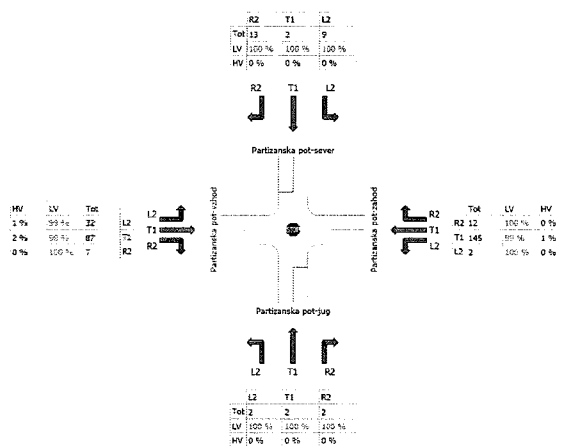 R2 T1 L2
Tot 13 2 9
LV 100 % 100 % 100 %
HV 0 % 0 % 0 %
R2 T1 L2
Partizanska pot-sever
HV LV Tot
1 % 99 % 32 L2
2 % 98 % 87 T1
0 % 100 % 7 R2
L2
T1
R2
Partizanska pot-vzhod
Partizanska pot-zahod
R2
T1
L2
Tot LV HV
R2 12 100 % 0 %
T1 145 99 % 1 %
L2 2 100 % 0 %
Partizanska pot-jug
L2 T1 R2
L2 T1 R2
Tot 2 2 2
LV 100 % 100 % 100 %
HV 0 % 0 % 0 %